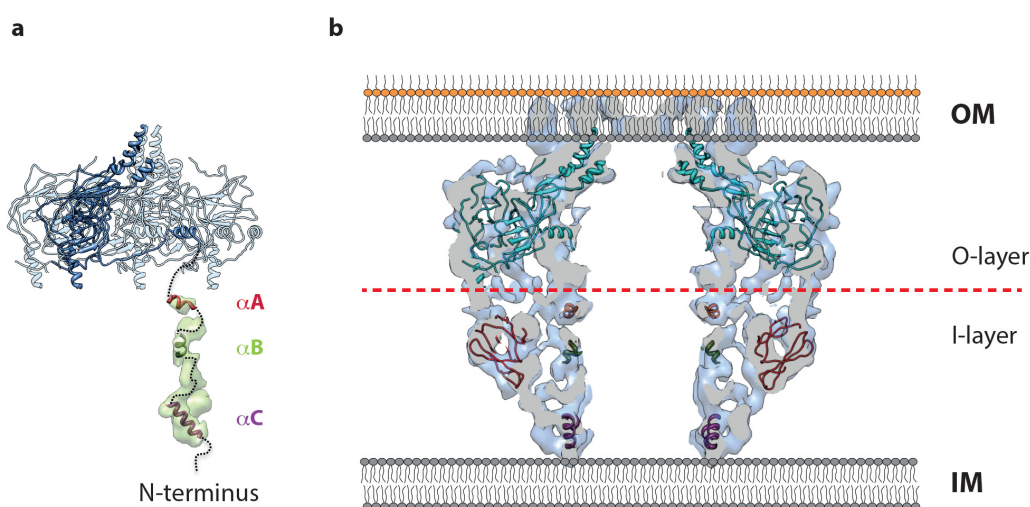 a
b
OM
O-layer
αA
I-layer
αB
αC
IM
N-terminus